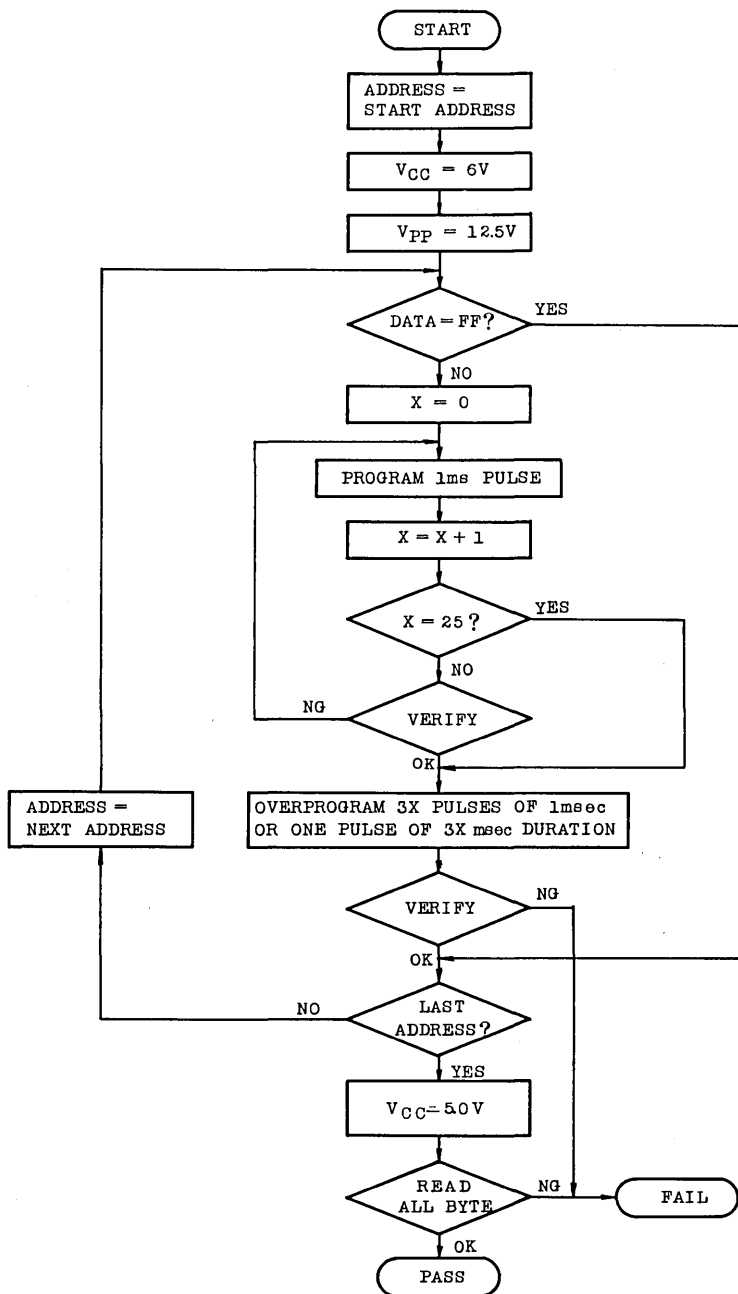 START
ADDRESS =
START ADDRESS
VCC = 6V
VPP = 12.5V
DATA = FF?
YES
NO
X = 0
PROGRAM 1ms PULSE
X = X + 1
X = 25?
YES
NO
NG
VERIFY
OK
ADDRESS =
NEXT ADDRESS
OVERPROGRAM 3X PULSES OF 1msec
OR ONE PULSE OF 3X msec DURATION
VERIFY
NG
OK
NO
LAST
ADDRESS?
YES
VCC=5.0V
READ
ALL BYTE
NG
FAIL
OK
PASS